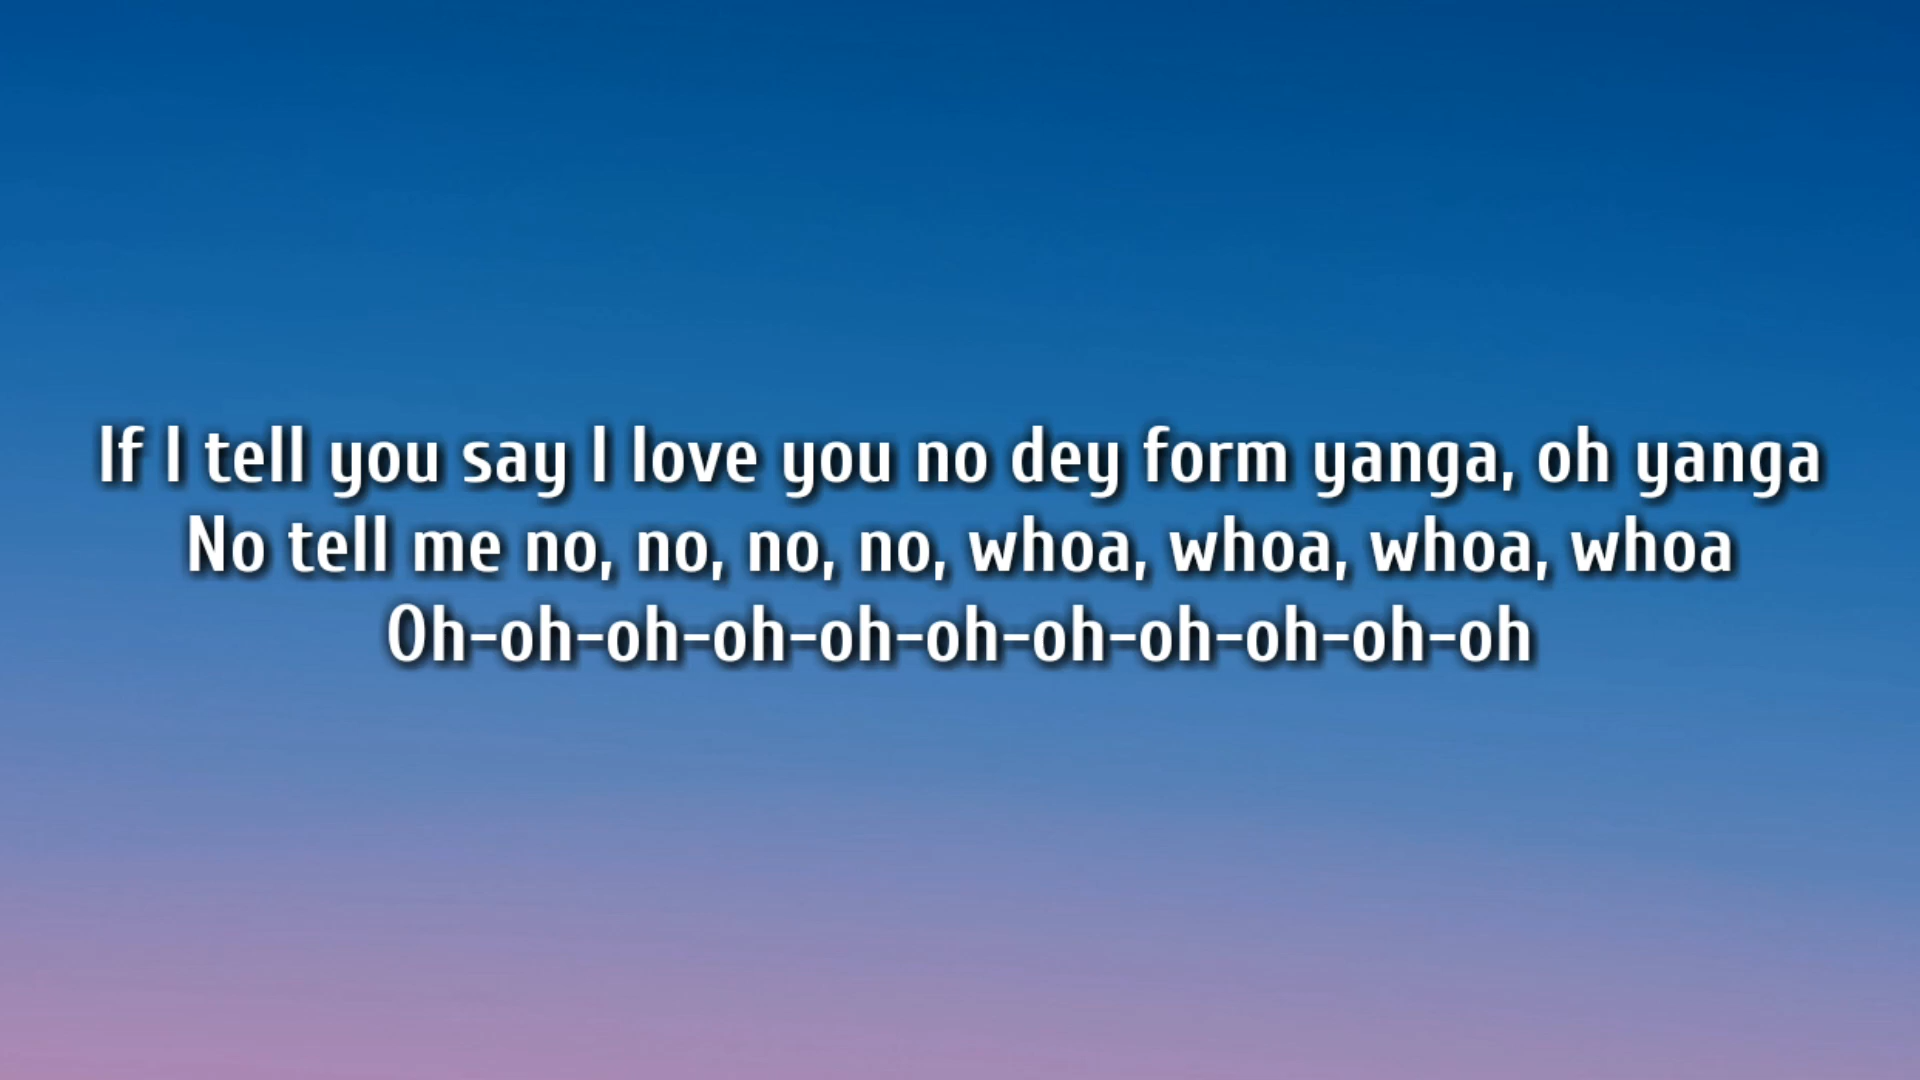 If I tell you say I love you no dey form yanga, oh yanga
No tell me no, no, no, no, whoa, whoa, whoa, whoa
Oh-oh-oh-oh-oh-oh-oh-oh-oh-oh-oh